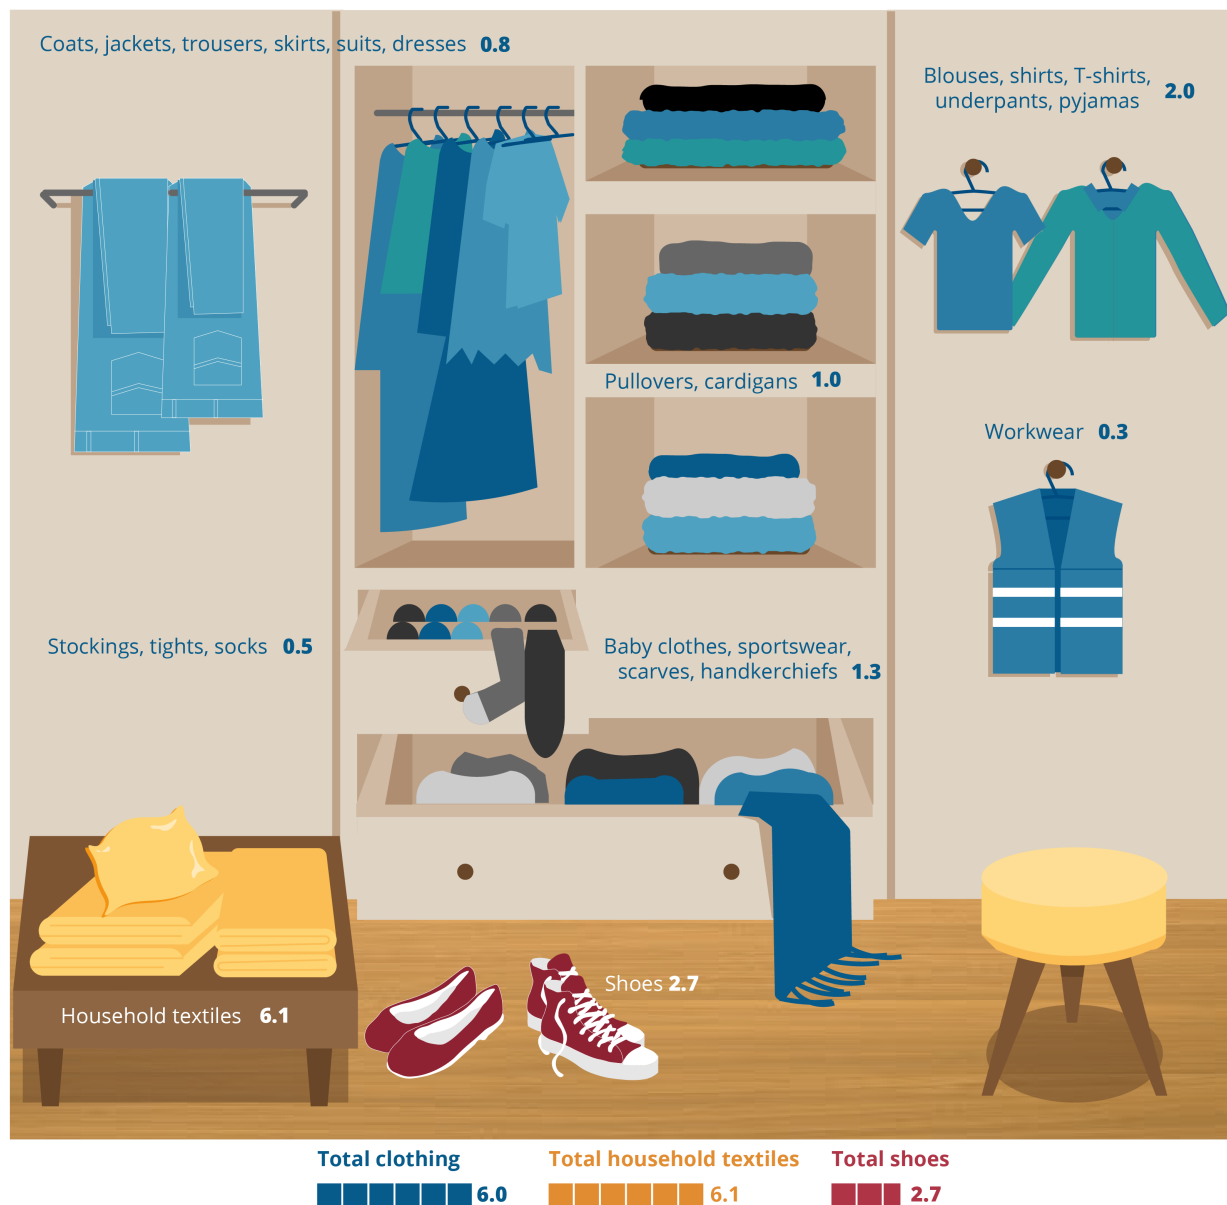 Coats, jackets, trousers, skirts, suits, dresses 0.8
Blouses, shirts, T-shirts,
underpants, pyjamas 2.0
Pullovers, cardigans 1.0
Workwear 0.3
Stockings, tights, socks 0.5
Baby clothes, sportswear,
scarves, handkerchiefs 1.3
Shoes 2.7
Household textiles 6.1
Total clothing
6.0
Total household textiles
6.1
Total shoes
2.7